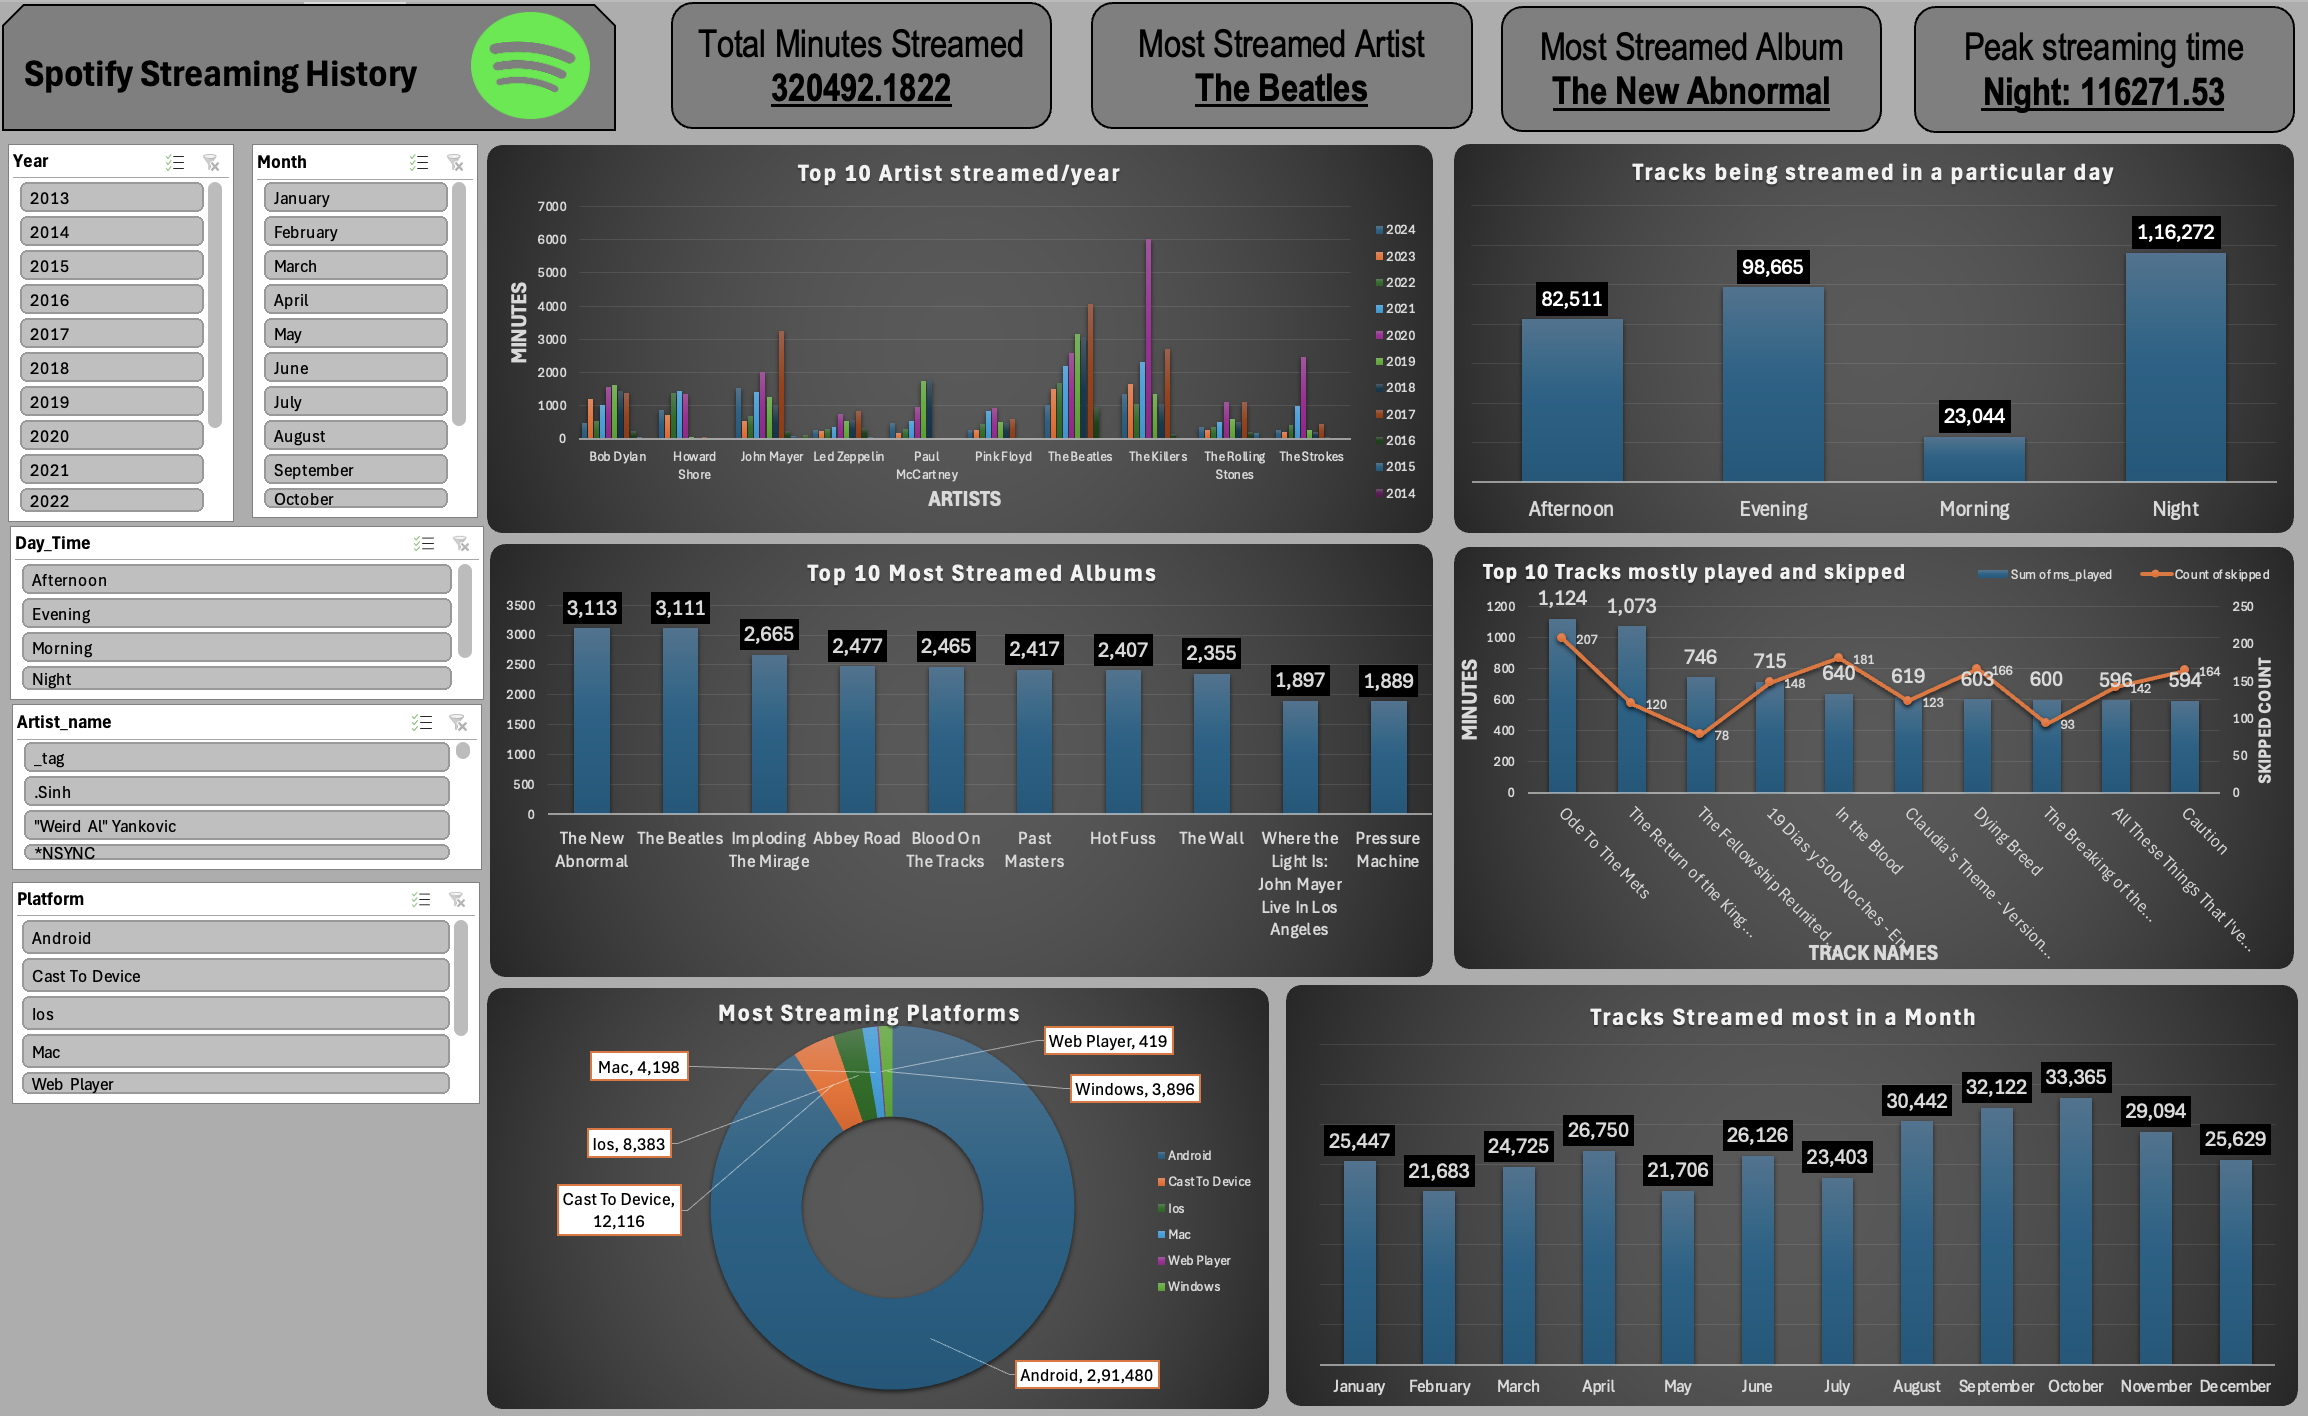 Spotify Streaming History
Total Minutes Streamed
320492.1822
Most Streamed Artist
The Beatles
Most Streamed Album
The New Abnormal
Peak streaming time
Night: 116271.53
Year
2013
2014
2015
2016
2017
2018
2019
2020
2021
2022
Month
January
February
March
April
May
June
July
August
September
October
Day_Time
Afternoon
Evening
Morning
Night
Artist_name
_tag
.Sinh
"Weird Al" Yankovic
*NSYNC
Platform
Android
Cast To Device
Ios
Mac
Web Player
Top 10 Artist streamed/year
MINUTES
7000
6000
5000
4000
3000
2000
1000
0
Bob Dylan
Howard
Shore
John Mayer
Led Zeppelin
Paul
McCartney
Pink Floyd
The Beatles
The Killers
The Rolling
Stones
The Strokes
ARTISTS
2024
2023
2022
2021
2020
2019
2018
2017
2016
2015
2014
Tracks being streamed in a particular day
82,511
98,665
23,044
1,16,272
Afternoon
Evening
Morning
Night
Top 10 Most Streamed Albums
3500
3000
2500
2000
1500
1000
500
0
3,113
3,111
2,665
2,477
2,465
2,417
2,407
2,355
1,897
1,889
The New
Abnormal
The Beatles
Imploding
The Mirage
Abbey Road
Blood On
The Tracks
Past
Masters
Hot Fuss
The Wall
Where the
Light Is:
John Mayer
Live In Los
Angeles
Pressure
Machine
Top 10 Tracks mostly played and skipped
Sum of ms_played
Count of skipped
MINUTES
1200
1000
800
600
400
200
0
1,124
1,073
746
715
640
619
603
600
596
594
207
120
78
148
181
123
166
93
142
164
250
200
150
100
50
0
SKIPPED COUNT
Ode To The Mets
The Return of the King...
The Fellowship Reunited...
19 Dias y 500 Noches - En...
In the Blood
Claudia's Theme - Version...
Dying Breed
The Breaking of the...
All These Things That I've...
Caution
TRACK NAMES
Most Streaming Platforms
Web Player, 419
Mac, 4,198
Windows, 3,896
Ios, 8,383
Cast To Device,
12,116
Android, 2,91,480
Android
Cast To Device
Ios
Mac
Web Player
Windows
Tracks Streamed most in a Month
25,447
21,683
24,725
26,750
21,706
26,126
23,403
30,442
32,122
33,365
29,094
25,629
January
February
March
April
May
June
July
August
September
October
November
December